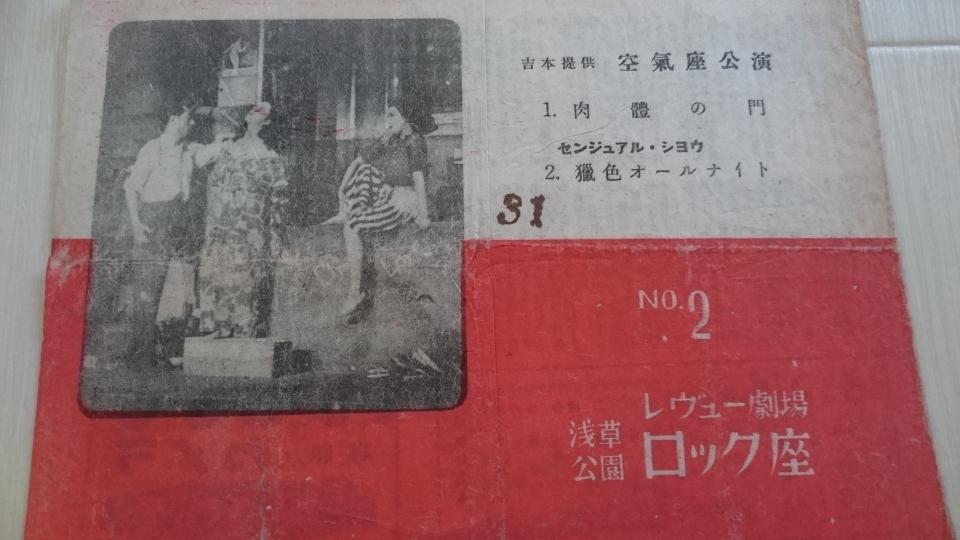 吉本提供 空氣座公演
1. 肉體の門
センジュアル・シヨウ
2. 獵色オールナイト
31
NO.2
レヴュー劇場
浅草公園 ロック座